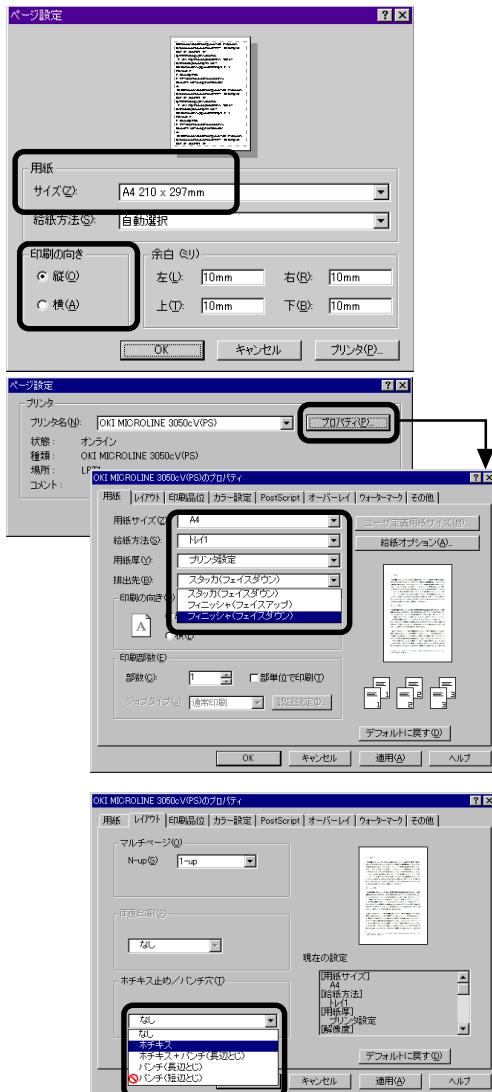 ページ設定
用紙
サイズ(Z): A4 210 x 297mm
給紙方法(S): 自動選択
印刷の向き
縦(O)
横(A)
余白 (ミリ)
左(L): 10mm 右(R): 10mm
上(T): 10mm 下(B): 10mm
OK キャンセル プリンタ(P)...
ページ設定
プリンタ
プリンタ名(N): OKI MICROLINE 3050cV(PS) プロパティ(P)...
状態: オンライン
種類: OKI MICROLINE 3050cV(PS)
場所:
コメント:
OKI MICROLINE 3050cV(PS)のプロパティ
用紙 レイアウト 印刷品位 カラー設定 PostScript オーバーレイ ウォーターマーク その他
用紙サイズ(Z) A4 ユーザ定義用紙サイズ(M)...
給紙方法(S): トレイ1 給紙オプション(A)...
用紙厚(Y): プリンタ設定
排出先(B): スタッカ(フェイスダウン)
スタッカ(フェイスダウン)
フィニッシャ(フェイスアップ)
フィニッシャ(フェイスダウン)
印刷の向き
A
印刷部数(E)
部数(C): 1 部単位で印刷(T)
ジョブタイプ(J): 通常印刷
1 1 2 2 3 3
デフォルトに戻す(D)
OK キャンセル 適用(A) ヘルプ
OKI MICROLINE 3050cV(PS)のプロパティ
用紙 レイアウト 印刷品位 カラー設定 PostScript オーバーレイ ウォーターマーク その他
マルチページ(O)
N-up(S) 1-up
両面印刷(E)
なし
現在の設定
[用紙サイズ]
A4
[給紙方法]
トレイ1
[用紙厚]
プリンタ設定
[解像度]
ホチキス止め/パンチ穴(T)
なし
なし
ホチキス
ホチキス+パンチ(長辺とじ)
パンチ(長辺とじ)
パンチ(短辺とじ)
デフォルトに戻す(D)
キャンセル 適用(A) ヘルプ